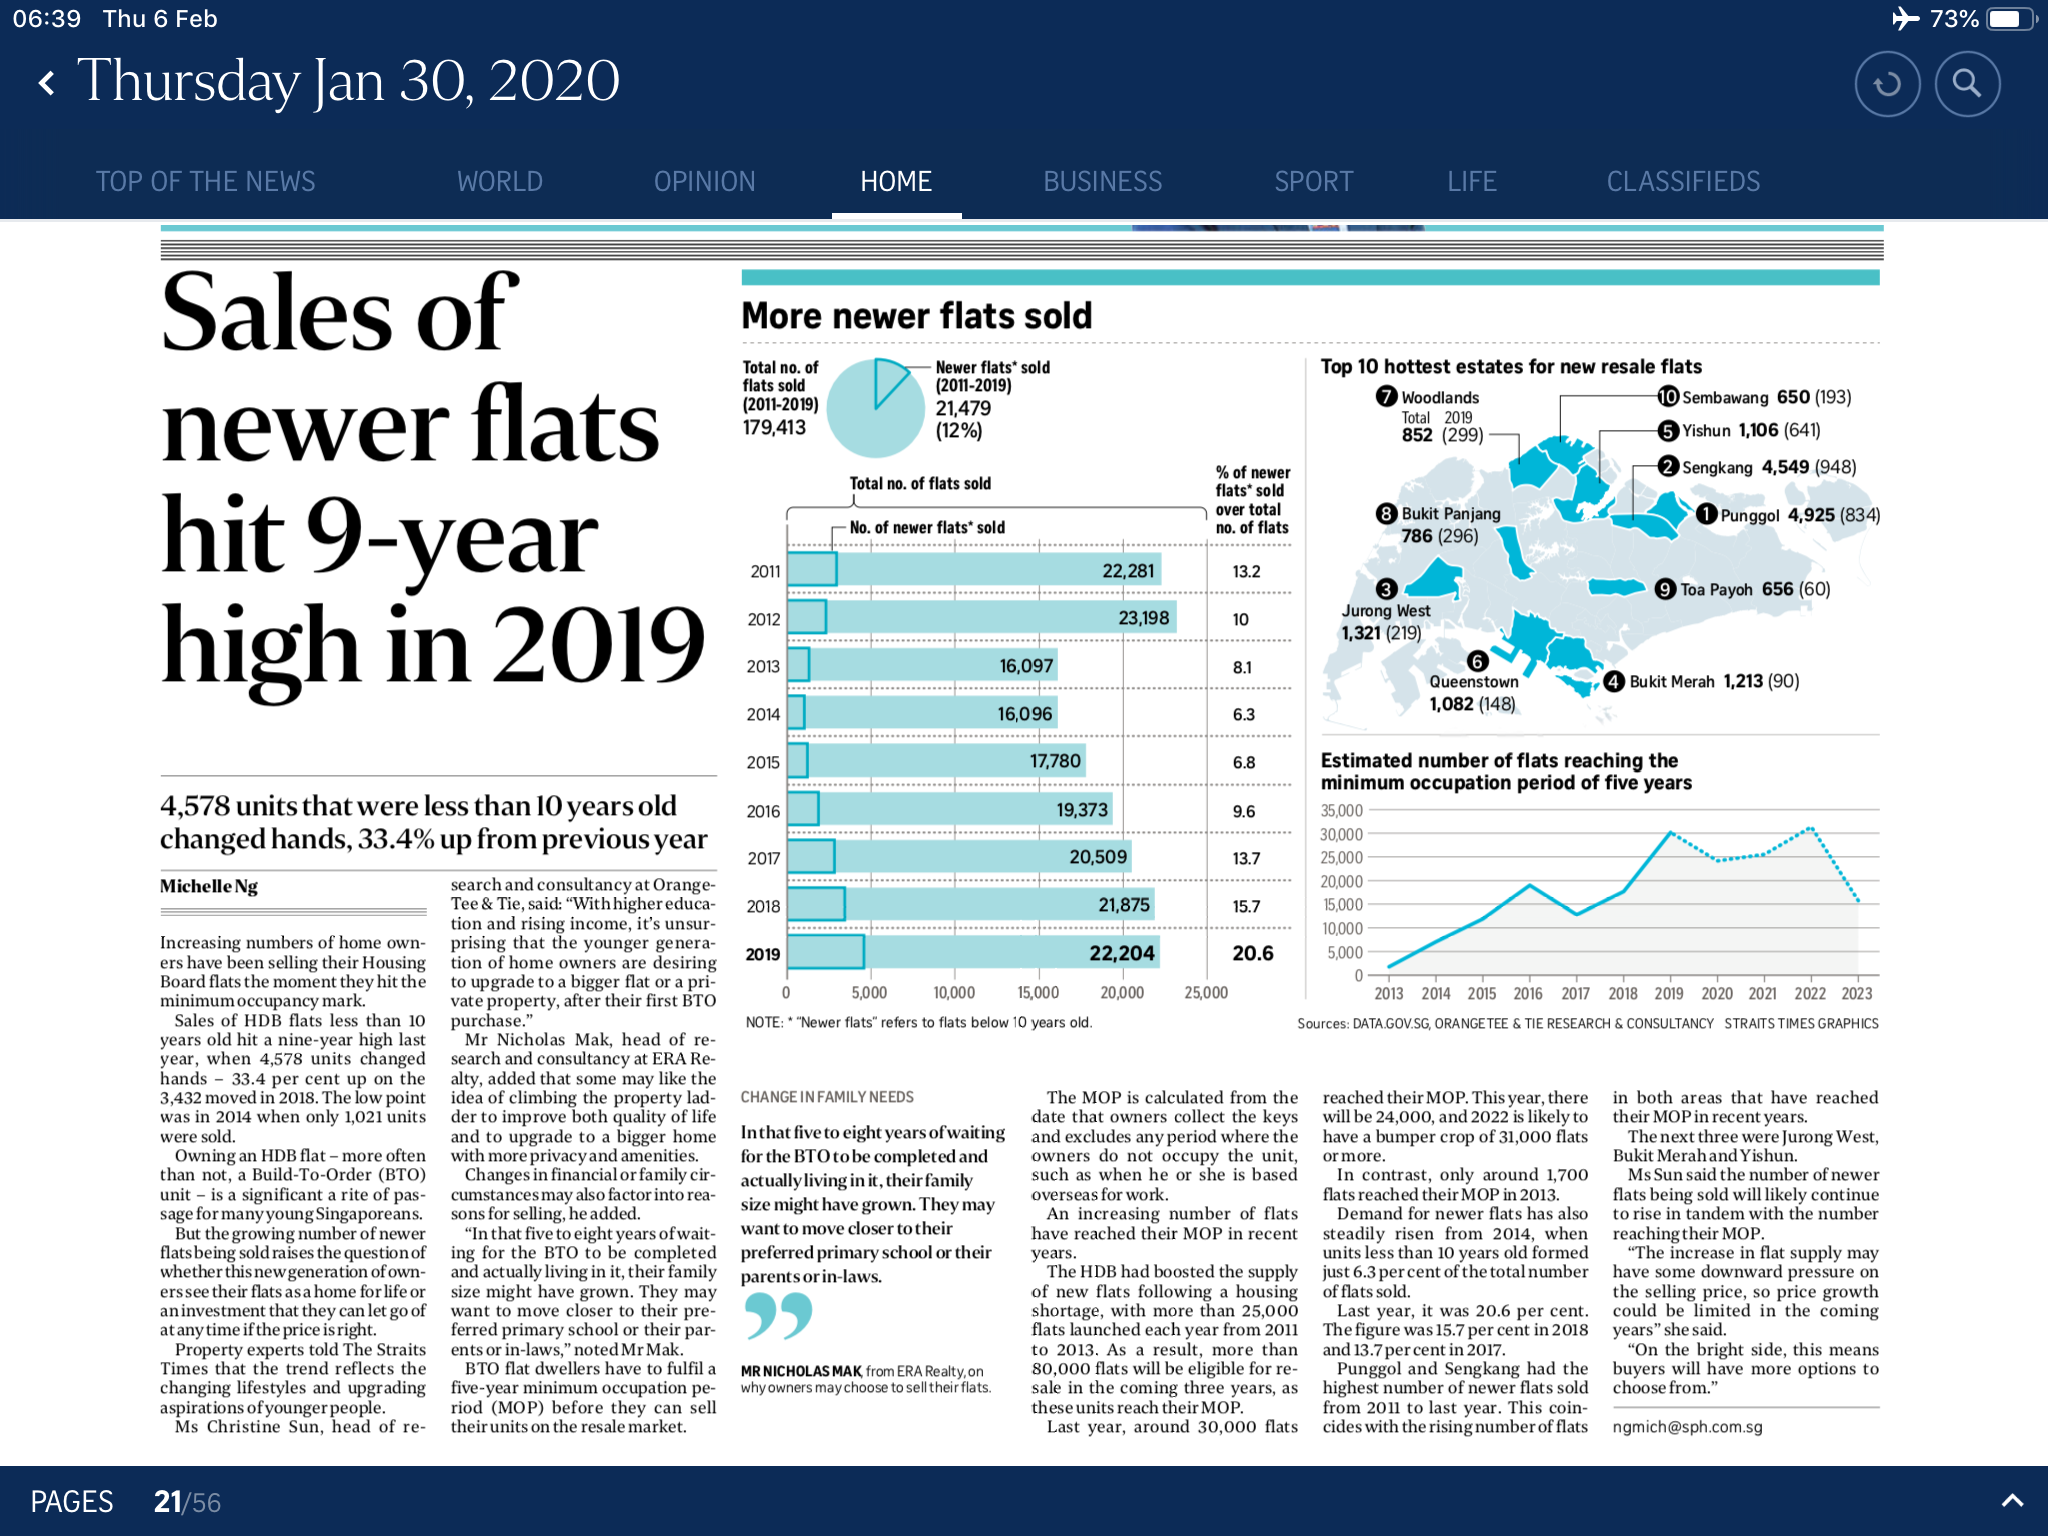 06:39 Thu 6 Feb
73%
Thursday Jan 30, 2020
TOP OF THE NEWS
WORLD
OPINION
HOME
BUSINESS
SPORT
LIFE
CLASSIFIEDS
Sales of
newer flats
hit 9-year
high in 2019
4,578 units that were less than 10 years old
changed hands, 33.4% up from previous year
Michelle Ng
Increasing numbers of home own-
ers have been selling their Housing
Board flats the moment they hit the
minimum occupancy mark.
Sales of HDB flats less than 10
years old hit a nine-year high last
year, when 4,578 units changed
hands – 33.4 per cent up on the
3,432 moved in 2018. The low point
was in 2014 when only 1,021 units
were sold.
Owning an HDB flat – more often
than not, a Build-To-Order (BTO)
unit – is a significant a rite of pas-
sage for many young Singaporeans.
But the growing number of newer
flats being sold raises the question of
whether this new generation of own-
ers see their flats as a home for life or
an investment that they can let go of
at any time if the price is right.
Property experts told The Straits
Times that the trend reflects the
changing lifestyles and upgrading
aspirations of younger people.
Ms Christine Sun, head of re-
search and consultancy at Orange-
Tee & Tie, said: “With higher educa-
tion and rising income, it’s unsur-
prising that the younger genera-
tion of home owners are desiring
to upgrade to a bigger flat or a pri-
vate property, after their first BTO
purchase.”
Mr Nicholas Mak, head of re-
search and consultancy at ERA Re-
alty, added that some may like the
idea of climbing the property lad-
der to improve both quality of life
and to upgrade to a bigger home
with more privacy and amenities.
Changes in financial or family cir-
cumstances may also factor into rea-
sons for selling, he added.
“In that five to eight years of wait-
ing for the BTO to be completed
and actually living in it, their family
size might have grown. They may
want to move closer to their pre-
ferred primary school or their par-
ents or in-laws,” noted Mr Mak.
BTO flat dwellers have to fulfil a
five-year minimum occupation pe-
riod (MOP) before they can sell
their units on the resale market.
More newer flats sold
Total no. of
flats sold
(2011-2019)
179,413
Newer flats* sold
(2011-2019)
21,479
(12%)
Total no. of flats sold
No. of newer flats* sold
% of newer
flats* sold
over total
no. of flats
2011 22,281 13.2
2012 23,198 10
2013 16,097 8.1
2014 16,096 6.3
2015 17,780 6.8
2016 19,373 9.6
2017 20,509 13.7
2018 21,875 15.7
2019 22,204 20.6
0 5,000 10,000 15,000 20,000 25,000
NOTE: * “Newer flats” refers to flats below 10 years old.
Top 10 hottest estates for new resale flats
7 Woodlands
Total 2019
852 (299)
10 Sembawang 650 (193)
5 Yishun 1,106 (641)
2 Sengkang 4,549 (948)
1 Punggol 4,925 (834)
8 Bukit Panjang
786 (296)
3
Jurong West
1,321 (219)
9 Toa Payoh 656 (60)
6
Queenstown
1,082 (148)
4 Bukit Merah 1,213 (90)
Estimated number of flats reaching the
minimum occupation period of five years
35,000
30,000
25,000
20,000
15,000
10,000
5,000
0
2013 2014 2015 2016 2017 2018 2019 2020 2021 2022 2023
Sources: DATA.GOV.SG, ORANGETEE & TIE RESEARCH & CONSULTANCY STRAITS TIMES GRAPHICS
CHANGE IN FAMILY NEEDS
In that five to eight years of waiting
for the BTO to be completed and
actually living in it, their family
size might have grown. They may
want to move closer to their
preferred primary school or their
parents or in-laws.
”
MR NICHOLAS MAK, from ERA Realty, on
why owners may choose to sell their flats.
The MOP is calculated from the
date that owners collect the keys
and excludes any period where the
owners do not occupy the unit,
such as when he or she is based
overseas for work.
An increasing number of flats
have reached their MOP in recent
years.
The HDB had boosted the supply
of new flats following a housing
shortage, with more than 25,000
flats launched each year from 2011
to 2013. As a result, more than
80,000 flats will be eligible for re-
sale in the coming three years, as
these units reach their MOP.
Last year, around 30,000 flats
reached their MOP. This year, there
will be 24,000, and 2022 is likely to
have a bumper crop of 31,000 flats
or more.
In contrast, only around 1,700
flats reached their MOP in 2013.
Demand for newer flats has also
steadily risen from 2014, when
units less than 10 years old formed
just 6.3 per cent of the total number
of flats sold.
Last year, it was 20.6 per cent.
The figure was 15.7 per cent in 2018
and 13.7 per cent in 2017.
Punggol and Sengkang had the
highest number of newer flats sold
from 2011 to last year. This coin-
cides with the rising number of flats
in both areas that have reached
their MOP in recent years.
The next three were Jurong West,
Bukit Merah and Yishun.
Ms Sun said the number of newer
flats being sold will likely continue
to rise in tandem with the number
reaching their MOP.
“The increase in flat supply may
have some downward pressure on
the selling price, so price growth
could be limited in the coming
years” she said.
“On the bright side, this means
buyers will have more options to
choose from.”
ngmich@sph.com.sg
PAGES 21/56